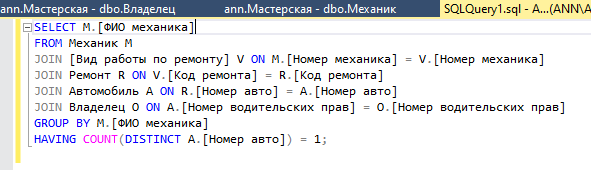 ann.Мастерская - dbo.Владелец ann.Мастерская - dbo.Механик SQLQuery1.sql - A...(ANN\A
SELECT M.[ФИО механика]
FROM Механик M
JOIN [Вид работы по ремонту] V ON M.[Номер механика] = V.[Номер механика]
JOIN Ремонт R ON V.[Код ремонта] = R.[Код ремонта]
JOIN Автомобиль A ON R.[Номер авто] = A.[Номер авто]
JOIN Владелец O ON A.[Номер водительских прав] = O.[Номер водительских прав]
GROUP BY M.[ФИО механика]
HAVING COUNT(DISTINCT A.[Номер авто]) = 1;